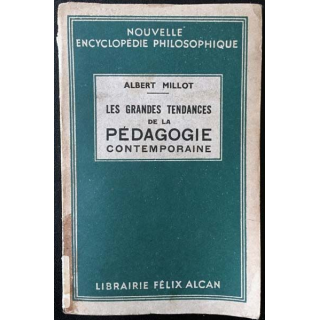 NOUVELLE
ENCYCLOPÉDIE PHILOSOPHIQUE
ALBERT MILLOT
LES GRANDES TENDANCES
DE LA
PÉDAGOGIE
CONTEMPORAINE
LIBRAIRIE FÉLIX ALCAN